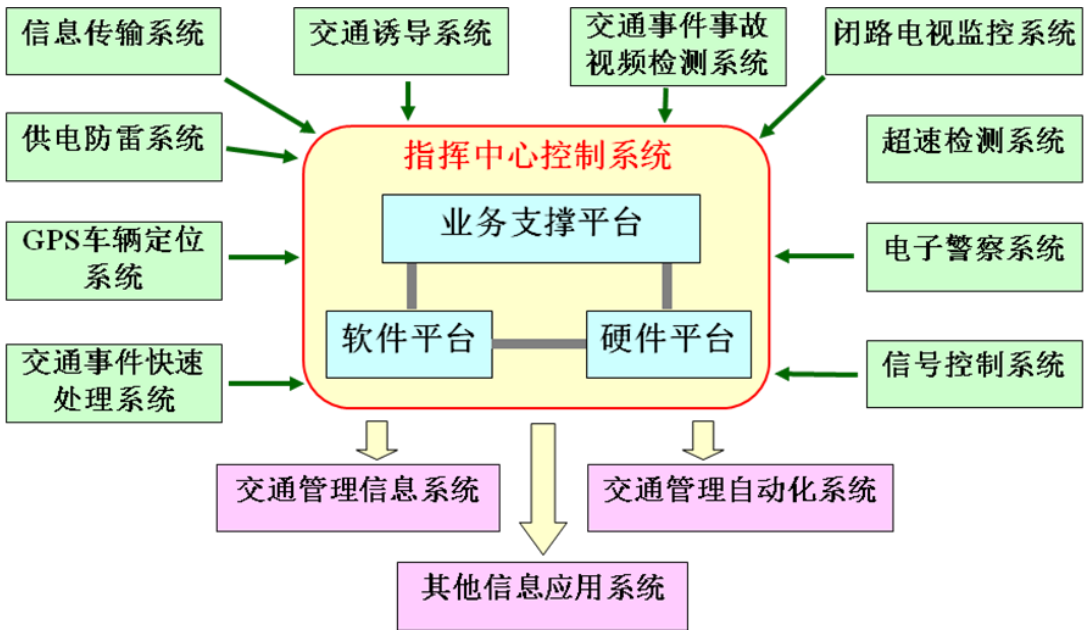 信息传输系统
交通诱导系统
交通事件事故
视频检测系统
闭路电视监控系统
供电防雷系统
指挥中心控制系统
超速检测系统
业务支撑平台
GPS车辆定位
系统
电子警察系统
软件平台
硬件平台
交通事件快速
处理系统
信号控制系统
交通管理信息系统
交通管理自动化系统
其他信息应用系统